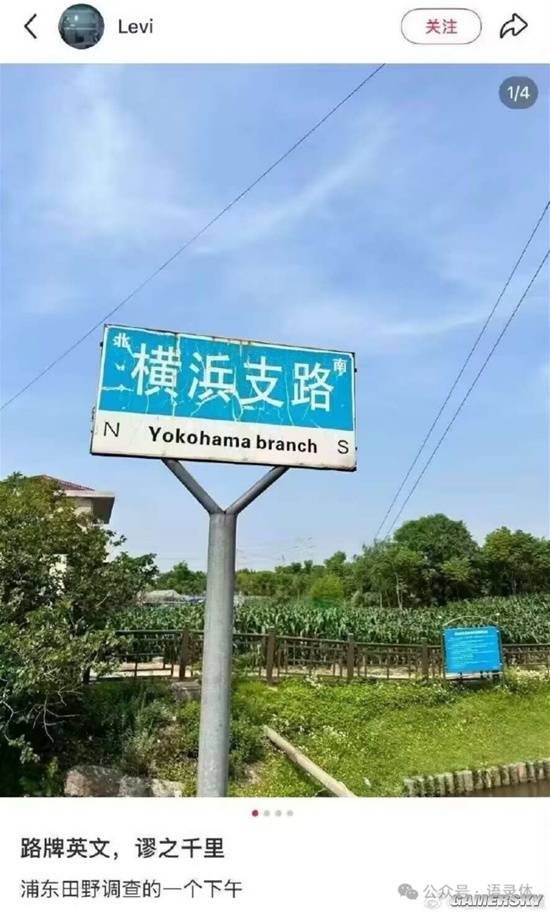 Levi
关注
1/4
北 横浜支路 南
N Yokohama branch S
路牌英文，谬之千里
浦东田野调查的一个下午
公众号·语录体
GAMERSKY